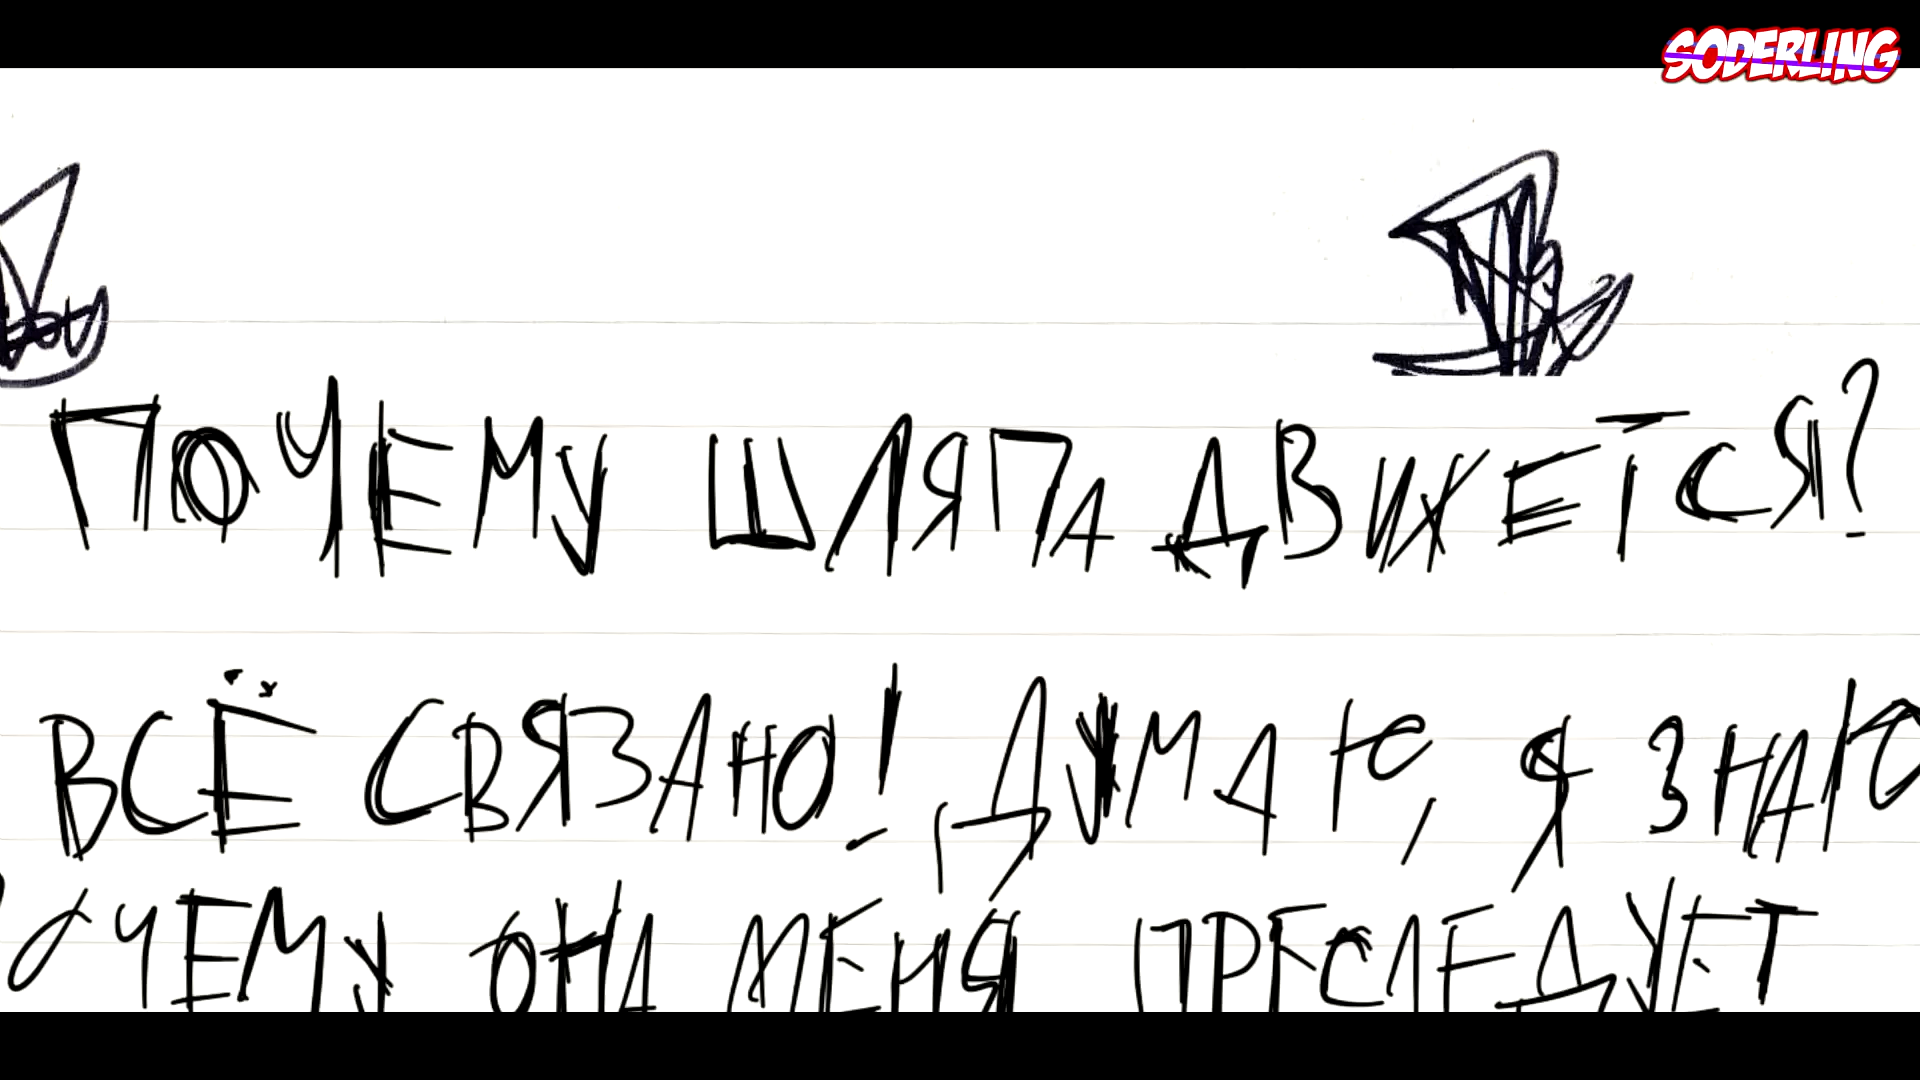 SODERLING
ПОЧЕМУ ШЛЯПА ДВИЖЕТСЯ?
ВСЁ СВЯЗАНО! ДУМАЮ, Я ЗНАЮ
ПОЧЕМУ ОНА МЕНЯ ПРЕСЛЕДУЕТ